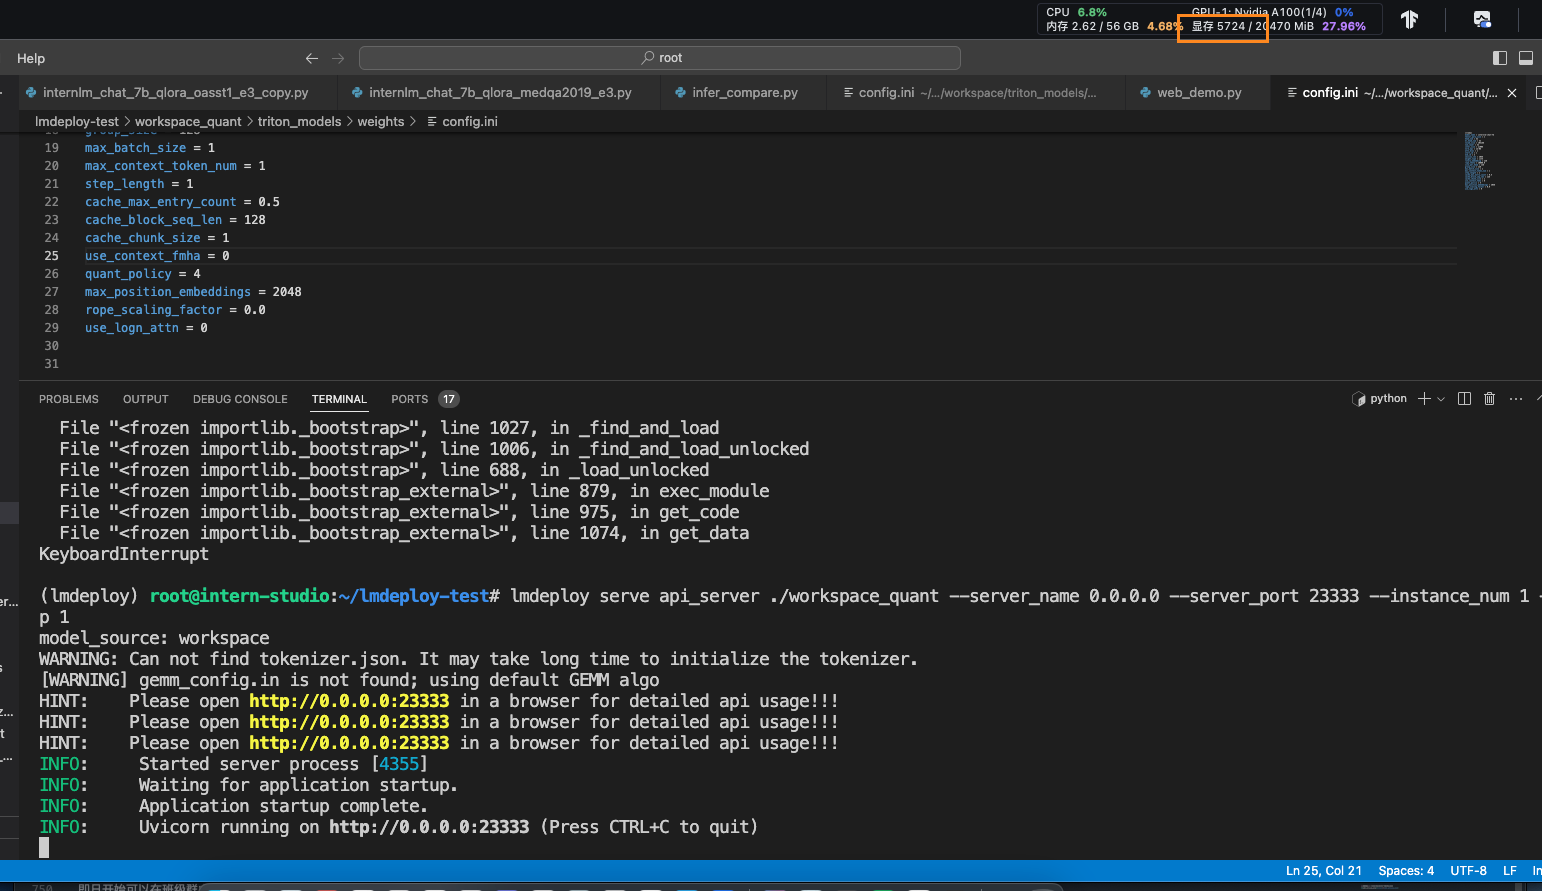 CPU 6.8% GPU-1: Nvidia A100(1/4) 0%
内存 2.62 / 56 GB 4.68% 显存 5724 / 20470 MiB 27.96%
Help
root
internlm_chat_7b_qlora_oasst1_e3_copy.py internlm_chat_7b_qlora_medqa2019_e3.py infer_compare.py config.ini ~/.../workspace/triton_models/... web_demo.py config.ini ~/.../workspace_quant/...
lmdeploy-test > workspace_quant > triton_models > weights > config.ini
18 group_size = 128
19 max_batch_size = 1
20 max_context_token_num = 1
21 step_length = 1
22 cache_max_entry_count = 0.5
23 cache_block_seq_len = 128
24 cache_chunk_size = 1
25 use_context_fmha = 0
26 quant_policy = 4
27 max_position_embeddings = 2048
28 rope_scaling_factor = 0.0
29 use_logn_attn = 0
30
31
PROBLEMS OUTPUT DEBUG CONSOLE TERMINAL PORTS 17 python
File "<frozen importlib._bootstrap>", line 1027, in _find_and_load
File "<frozen importlib._bootstrap>", line 1006, in _find_and_load_unlocked
File "<frozen importlib._bootstrap>", line 688, in _load_unlocked
File "<frozen importlib._bootstrap_external>", line 879, in exec_module
File "<frozen importlib._bootstrap_external>", line 975, in get_code
File "<frozen importlib._bootstrap_external>", line 1074, in get_data
KeyboardInterrupt
(lmdeploy) root@intern-studio:~/lmdeploy-test# lmdeploy serve api_server ./workspace_quant --server_name 0.0.0.0 --server_port 23333 --instance_num 1 -
p 1
model_source: workspace
WARNING: Can not find tokenizer.json. It may take long time to initialize the tokenizer.
[WARNING] gemm_config.in is not found; using default GEMM algo
HINT: Please open http://0.0.0.0:23333 in a browser for detailed api usage!!!
HINT: Please open http://0.0.0.0:23333 in a browser for detailed api usage!!!
HINT: Please open http://0.0.0.0:23333 in a browser for detailed api usage!!!
INFO: Started server process [4355]
INFO: Waiting for application startup.
INFO: Application startup complete.
INFO: Uvicorn running on http://0.0.0.0:23333 (Press CTRL+C to quit)
Ln 25, Col 21 Spaces: 4 UTF-8 LF